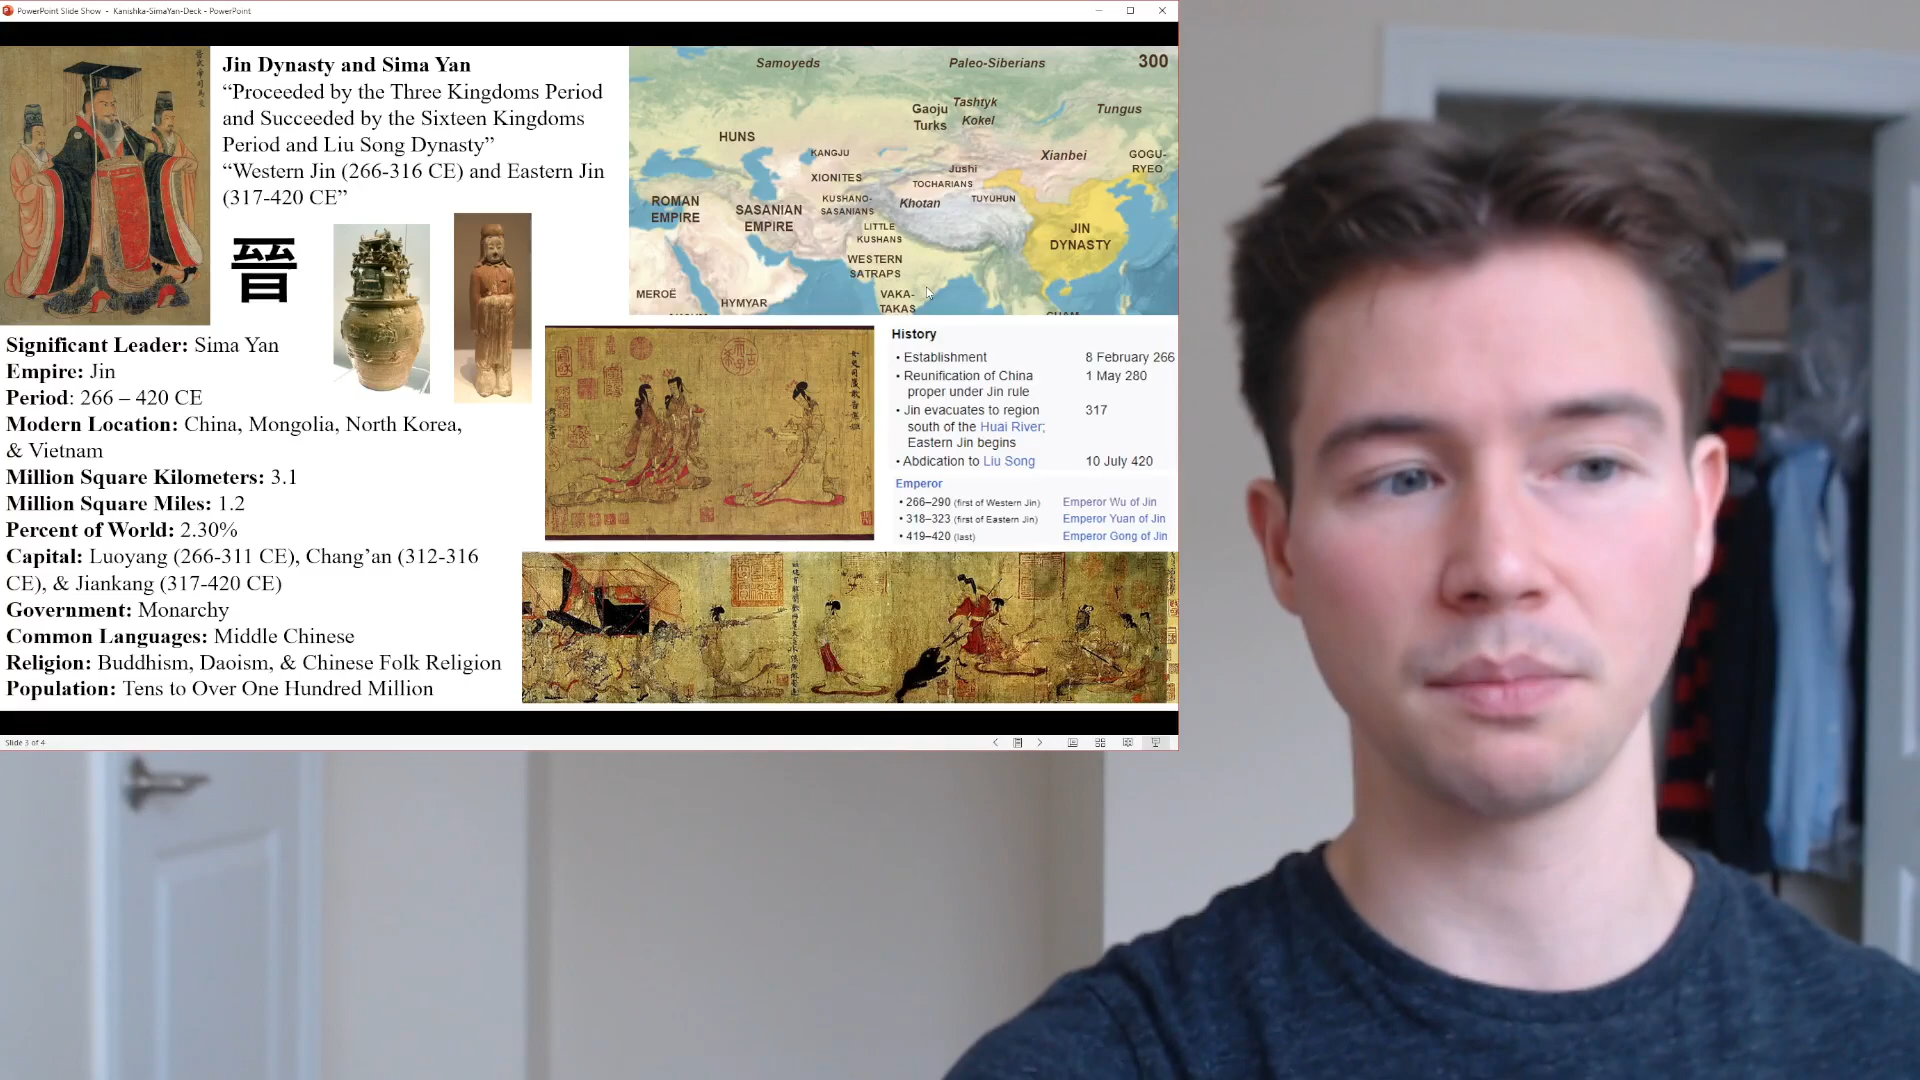 PowerPoint Slide Show - Kanishka-SimaYan-Deck - PowerPoint
Jin Dynasty and Sima Yan
“Proceeded by the Three Kingdoms Period
and Succeeded by the Sixteen Kingdoms
Period and Liu Song Dynasty”
“Western Jin (266-316 CE) and Eastern Jin
(317-420 CE”
晉
Significant Leader: Sima Yan
Empire: Jin
Period: 266 – 420 CE
Modern Location: China, Mongolia, North Korea,
& Vietnam
Million Square Kilometers: 3.1
Million Square Miles: 1.2
Percent of World: 2.30%
Capital: Luoyang (266-311 CE), Chang’an (312-316
CE), & Jiankang (317-420 CE)
Government: Monarchy
Common Languages: Middle Chinese
Religion: Buddhism, Daoism, & Chinese Folk Religion
Population: Tens to Over One Hundred Million
300
Samoyeds
Paleo-Siberians
Tashtyk
Gaoju
Turks
Kokel
Tungus
HUNS
KANGJU
Xianbei
GOGU-
RYEO
Jushi
XIONITES
TOCHARIANS
ROMAN
EMPIRE
SASANIAN
EMPIRE
KUSHANO-
SASANIANS
Khotan
TUYUHUN
LITTLE
KUSHANS
JIN
DYNASTY
WESTERN
SATRAPS
MEROË
HYMYAR
VAKA-
TAKAS
History
• Establishment 8 February 266
• Reunification of China 1 May 280
proper under Jin rule
• Jin evacuates to region 317
south of the Huai River;
Eastern Jin begins
• Abdication to Liu Song 10 July 420
Emperor
• 266–290 (first of Western Jin) Emperor Wu of Jin
• 318–323 (first of Eastern Jin) Emperor Yuan of Jin
• 419–420 (last) Emperor Gong of Jin
Slide 3 of 4